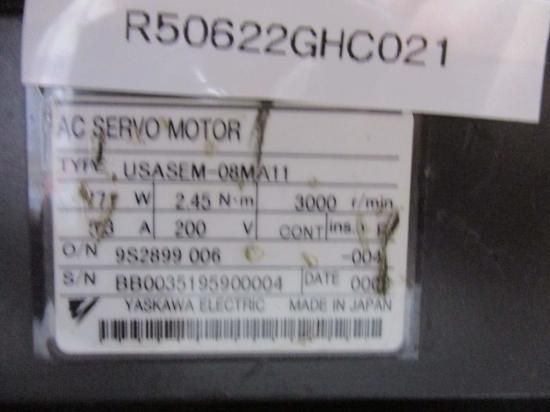 R50622GHC021
AC SERVO MOTOR
TYPE USASEM-08MA11
W 2.45 N·m 3000 r/min
A 200 V CONT ins.
O/N 9S2899 006 -004
S/N BB0035195900004 DATE
YASKAWA ELECTRIC MADE IN JAPAN